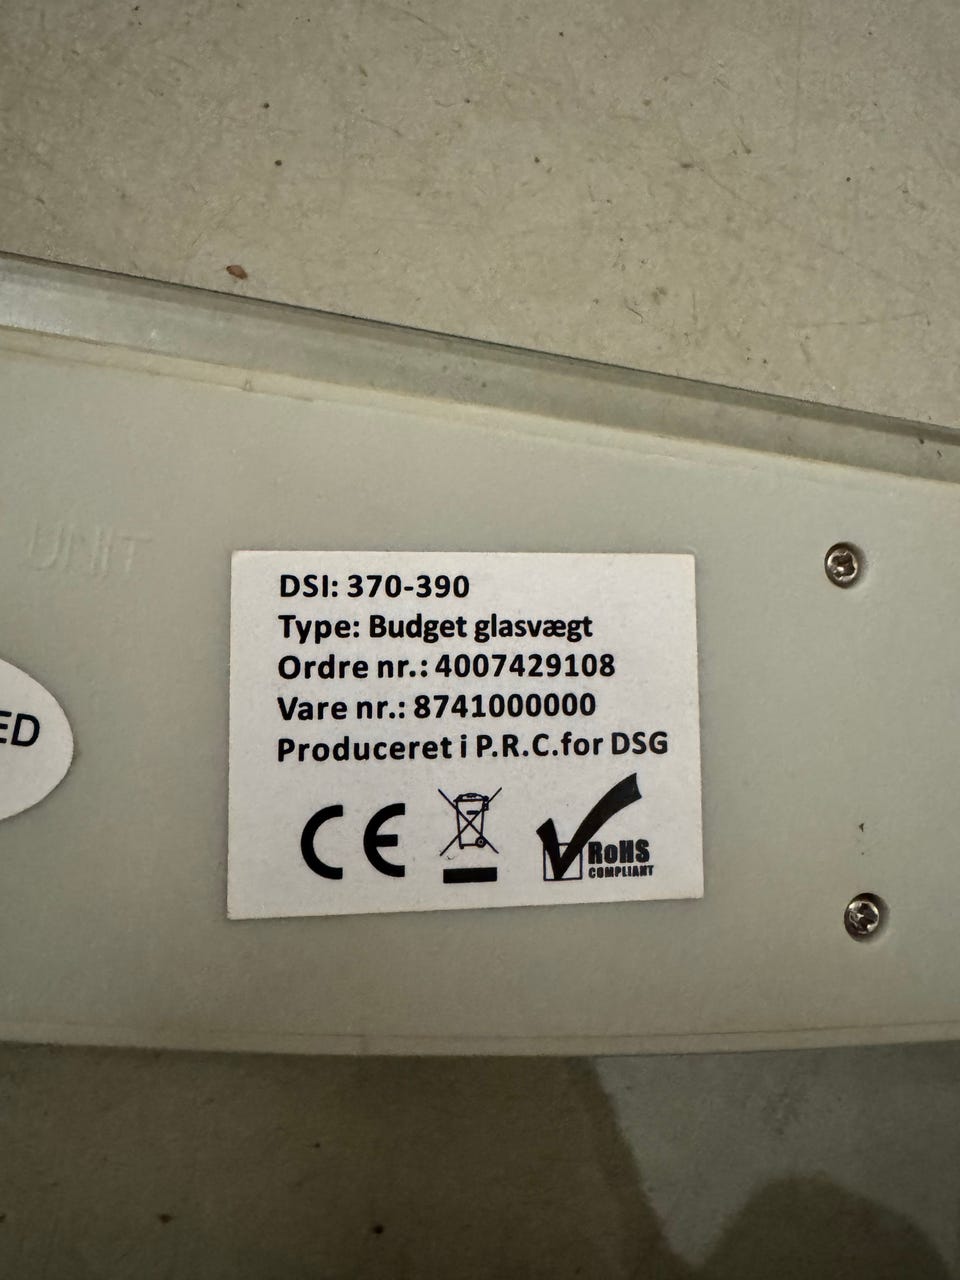 DSI: 370-390
Type: Budget glasvægt
Ordre nr.: 4007429108
Vare nr.: 8741000000
Produceret i P.R.C.for DSG
CE
RoHS
COMPLIANT
UNIT
ED